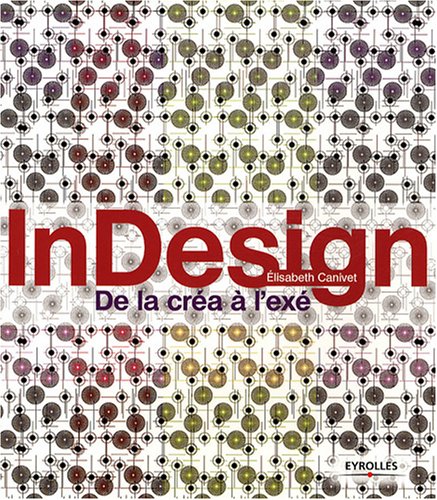 InDesign
Élisabeth Canivet
De la créa à l'exé
EYROLLES